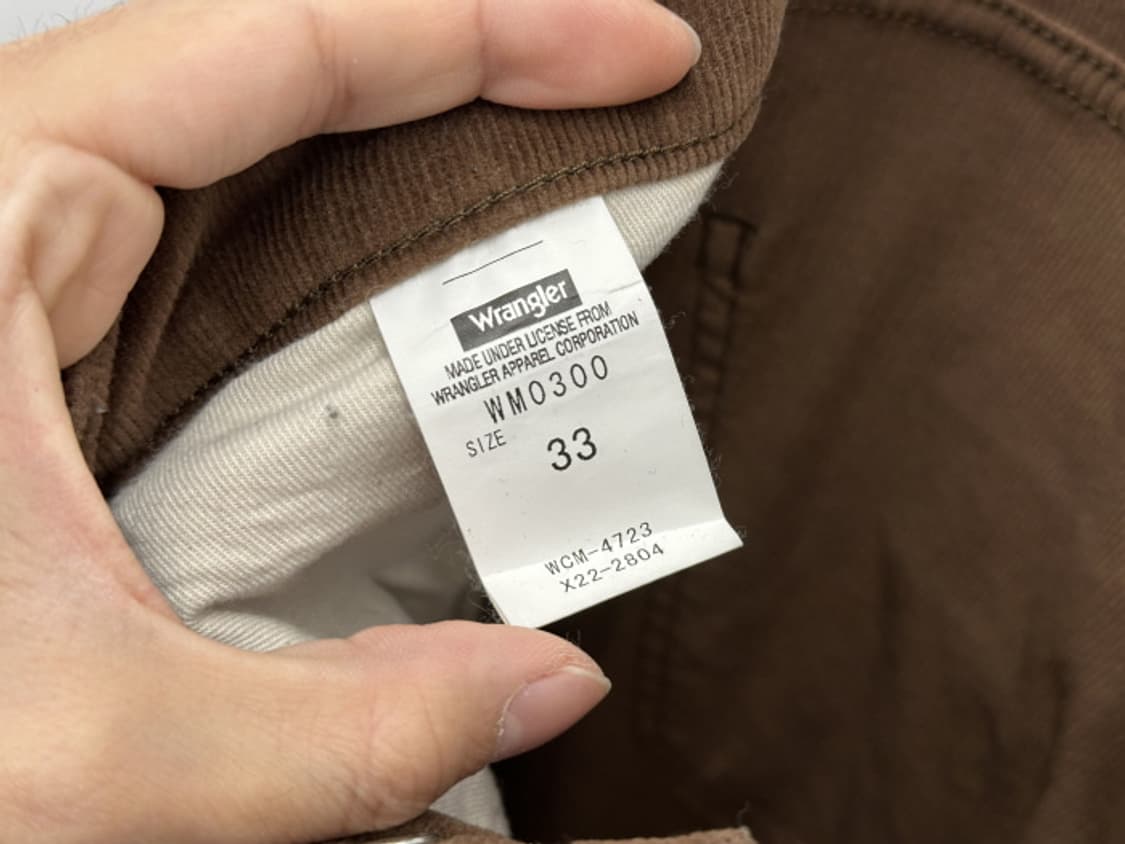 Wrangler
MADE UNDER LICENSE FROM
WRANGLER APPAREL CORPORATION
WM0300
SIZE 33
WCM-4723
X22-2804